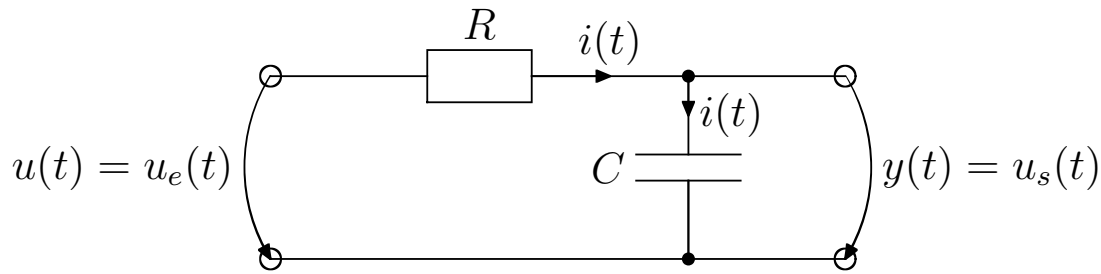 R
i(t)
i(t)
u(t) = u_e(t)
C
y(t) = u_s(t)